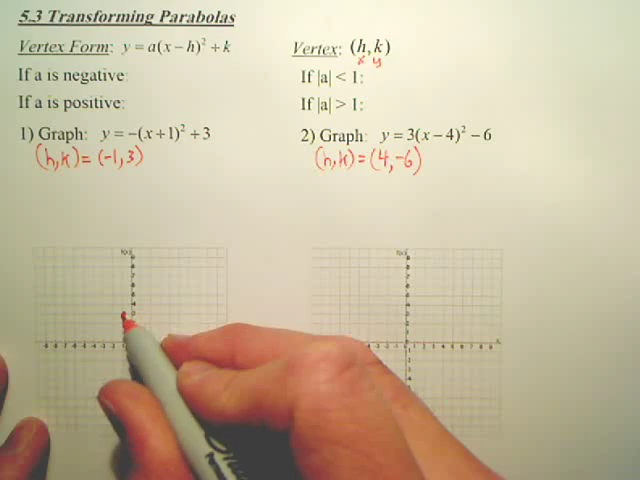 5.3 Transforming Parabolas
Vertex Form: y = a(x − h)² + k
Vertex: (h, k)
x y
If a is negative:
If |a| < 1:
If a is positive:
If |a| > 1:
1) Graph: y = −(x + 1)² + 3
2) Graph: y = 3(x − 4)² − 6
(h, k) = (-1, 3)
(h, k) = (4, -6)